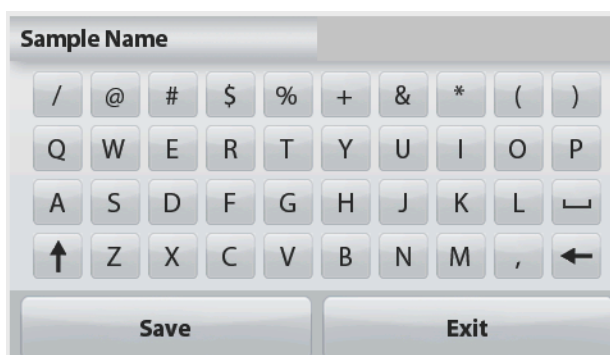 Sample Name
/ @ # $ % + & * ( )
Q W E R T Y U I O P
A S D F G H J K L
Z X C V B N M ,
Save Exit